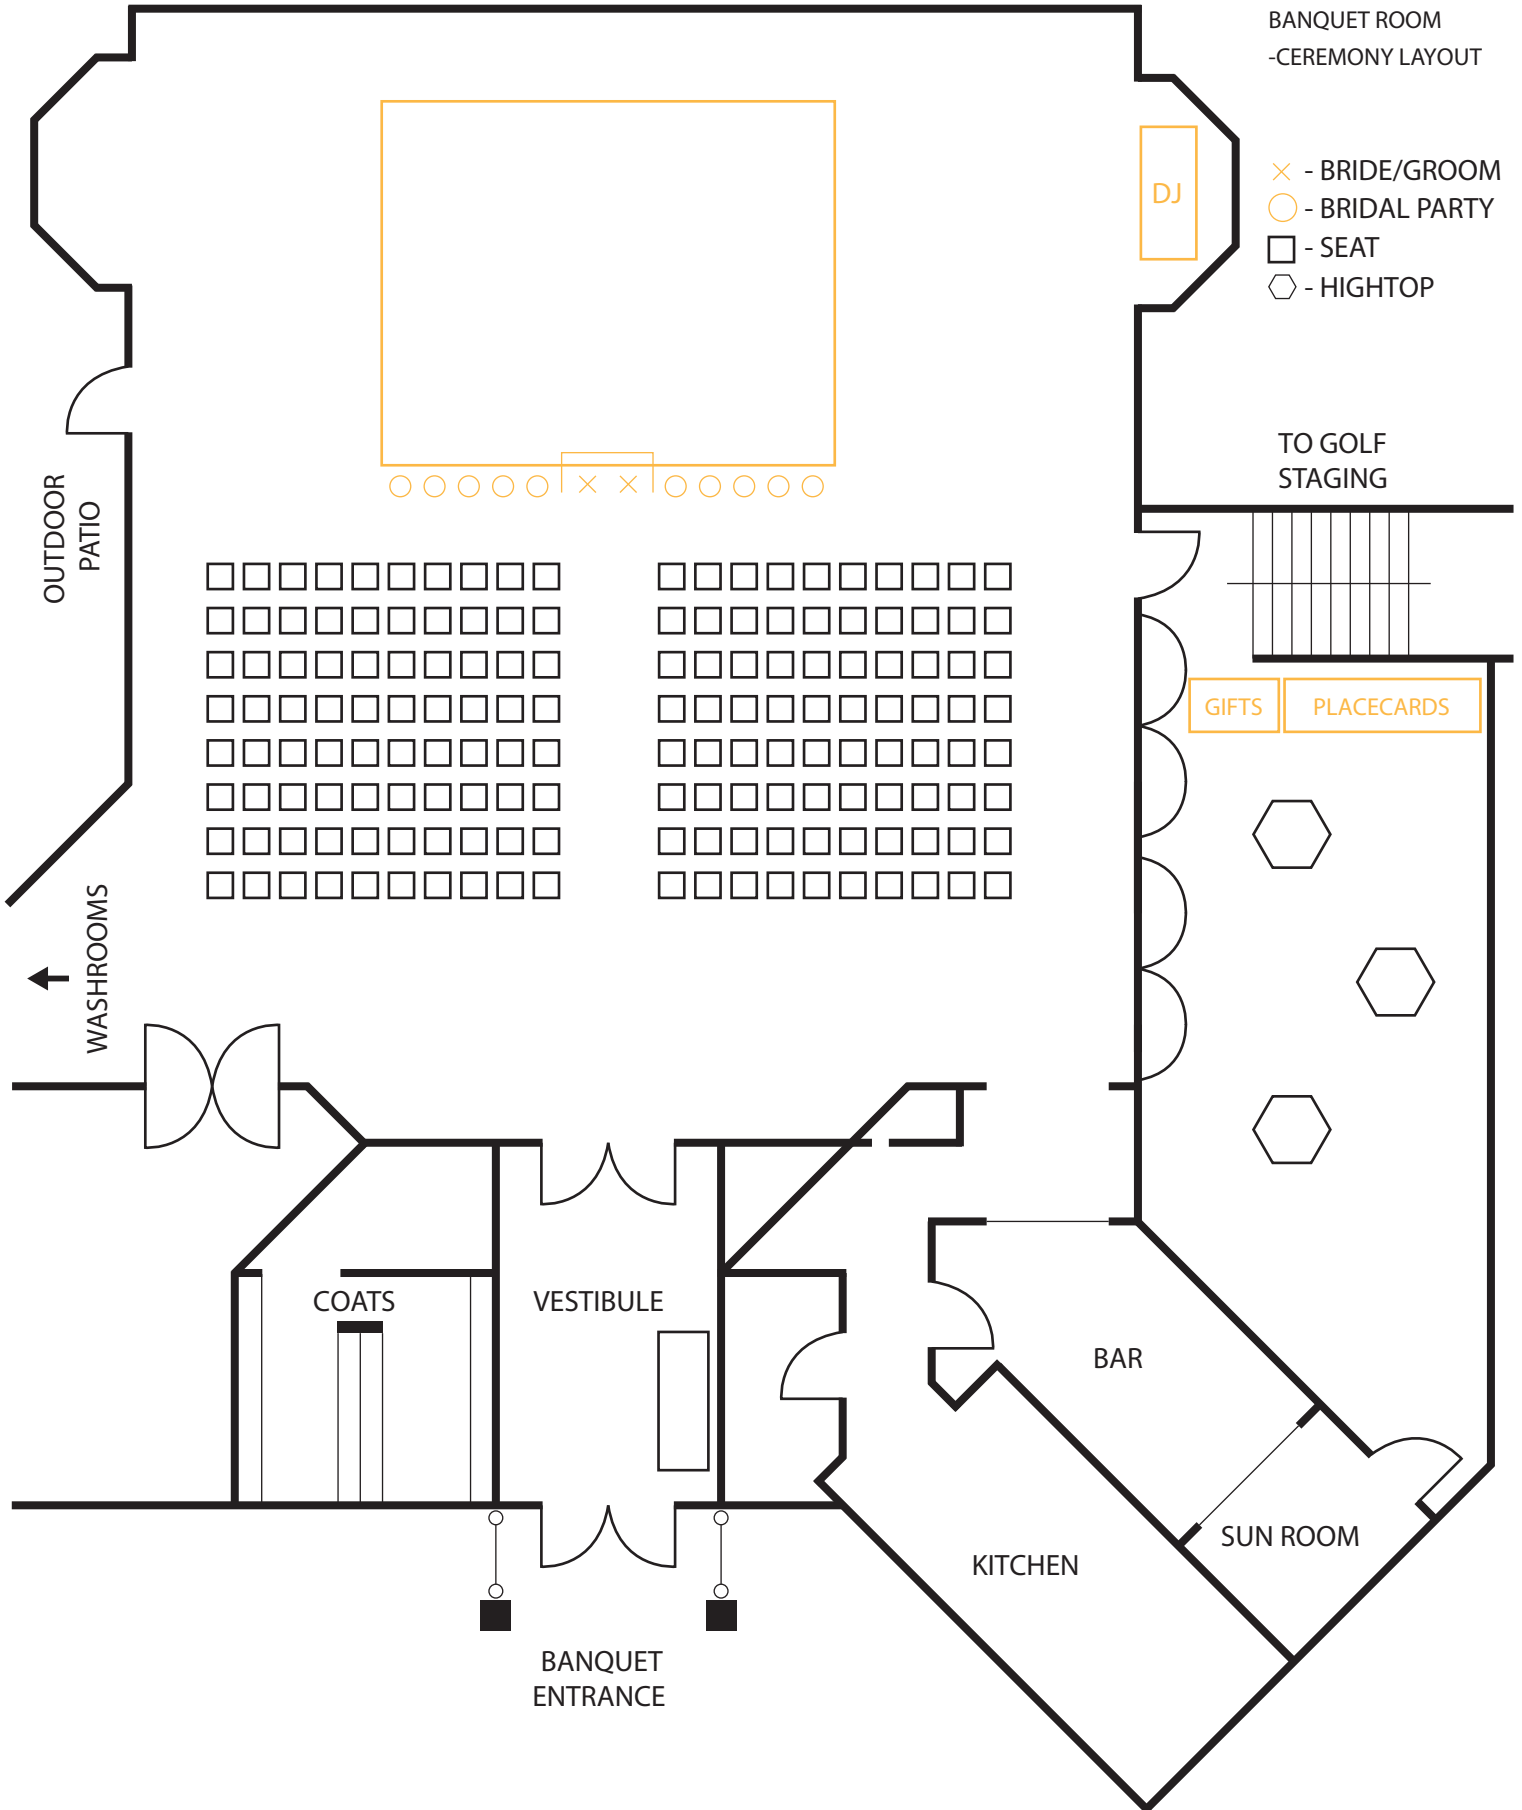 BANQUET ROOM
-CEREMONY LAYOUT
- BRIDE/GROOM
- BRIDAL PARTY
- SEAT
- HIGHTOP
DJ
TO GOLF
STAGING
OUTDOOR
PATIO
GIFTS
PLACECARDS
WASHROOMS
COATS
VESTIBULE
BAR
SUN ROOM
KITCHEN
BANQUET
ENTRANCE